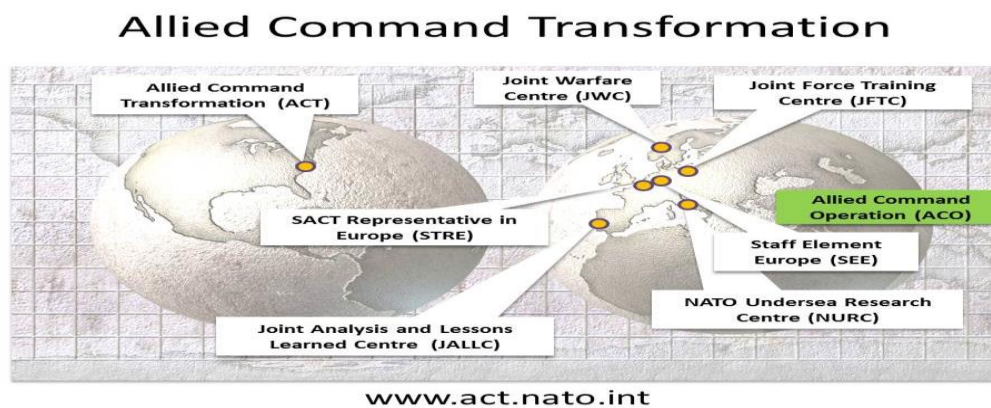 Allied Command Transformation
Allied Command
Transformation (ACT)
Joint Warfare
Centre (JWC)
Joint Force Training
Centre (JFTC)
SACT Representative in
Europe (STRE)
Allied Command
Operation (ACO)
Staff Element
Europe (SEE)
NATO Undersea Research
Centre (NURC)
Joint Analysis and Lessons
Learned Centre (JALLC)
www.act.nato.int